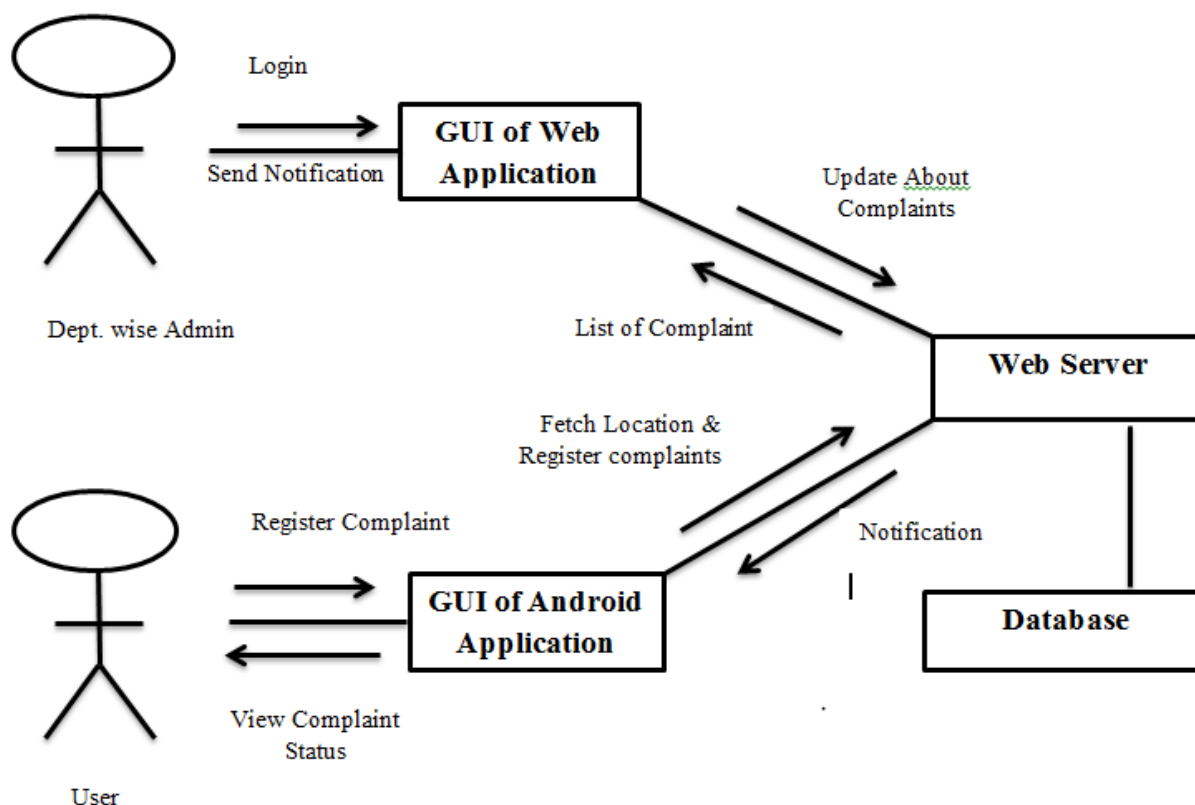 Login
GUI of Web
Application
Send Notification
Update About
Complaints
Dept. wise Admin
List of Complaint
Web Server
Fetch Location &
Register complaints
Register Complaint
Notification
GUI of Android
Application
Database
View Complaint
Status
User